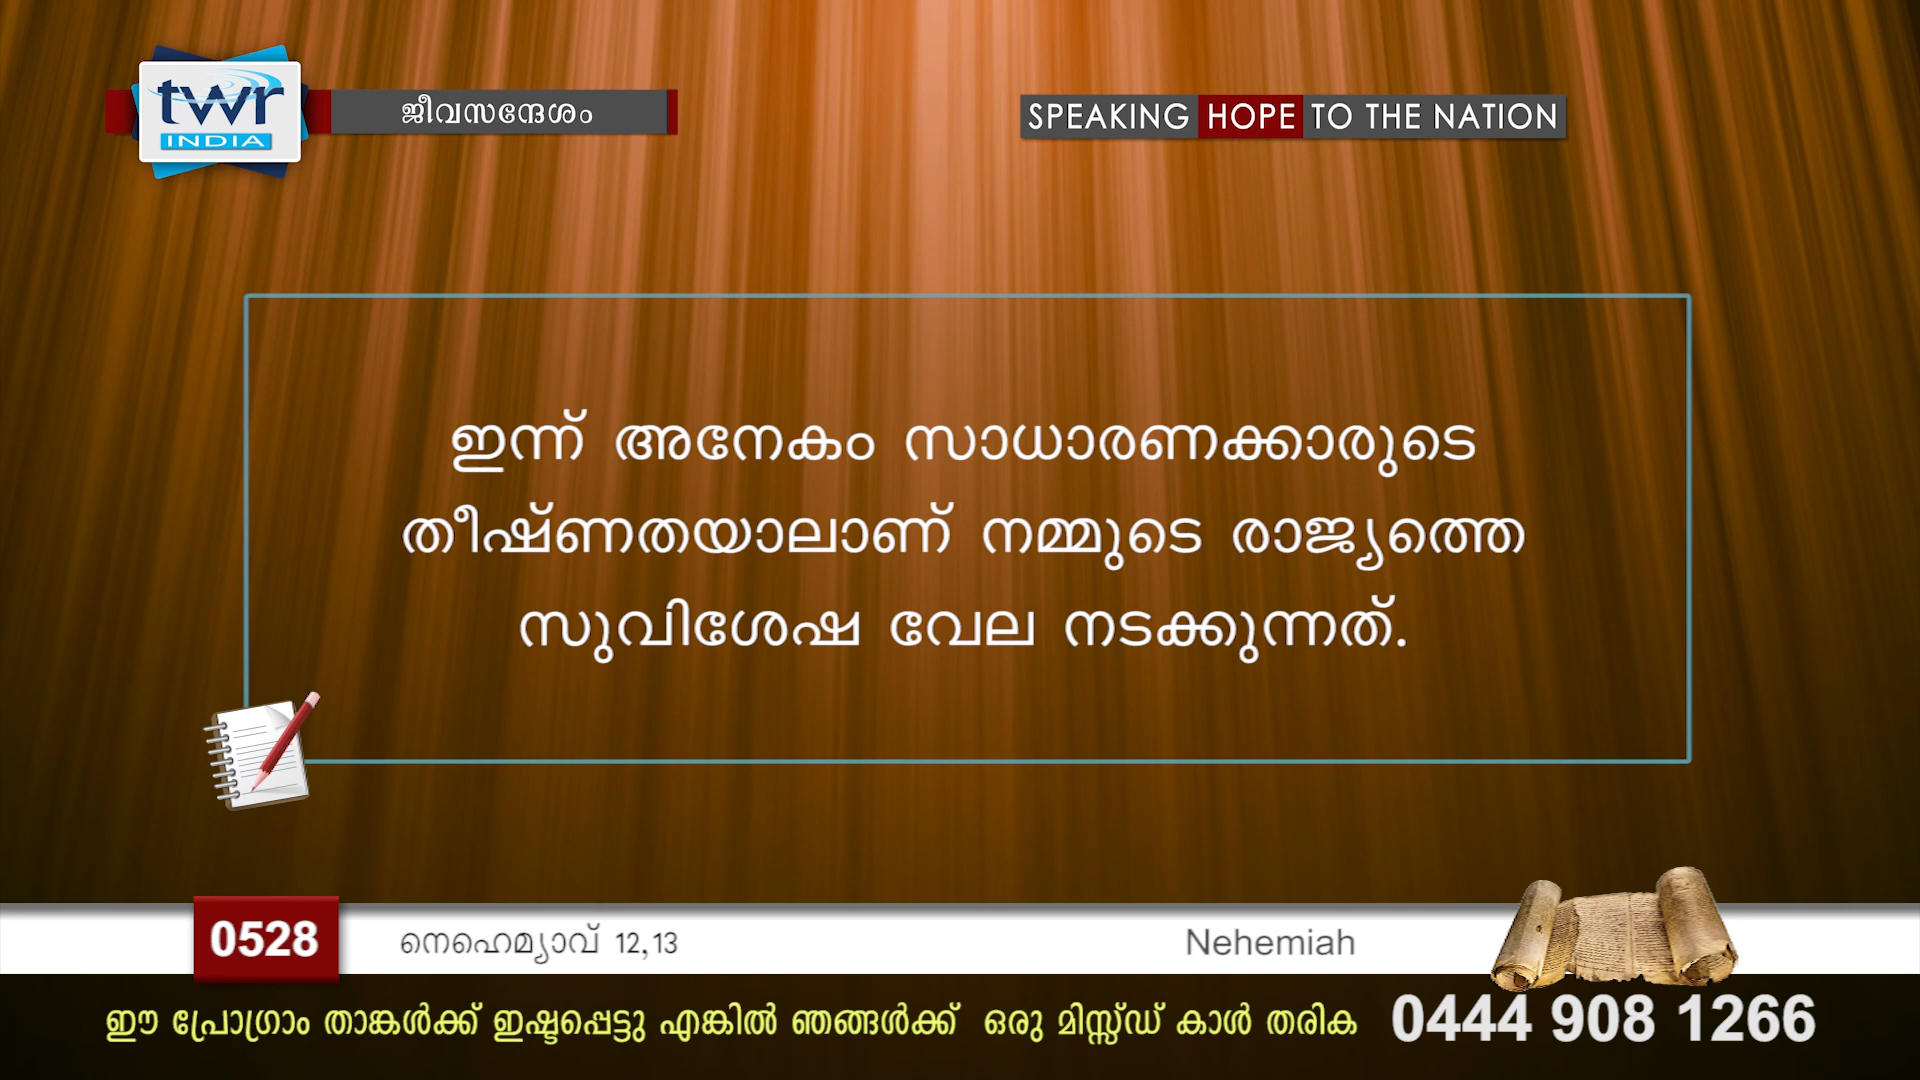 twr
INDIA
ജീവസന്ദേശം
SPEAKING HOPE TO THE NATION
ഇന്ന് അനേകം സാധാരണക്കാരുടെ
തീഷ്ണതയാലാണ് നമ്മുടെ രാജ്യത്തെ
സുവിശേഷ വേല നടക്കുന്നത്.
0528
നെഹെമ്യാവ് 12,13
Nehemiah
ഈ പ്രോഗ്രാം താങ്കൾക്ക് ഇഷ്ടപ്പെട്ടു എങ്കിൽ ഞങ്ങൾക്ക് ഒരു മിസ്സ്ഡ് കാൾ തരിക 0444 908 1266